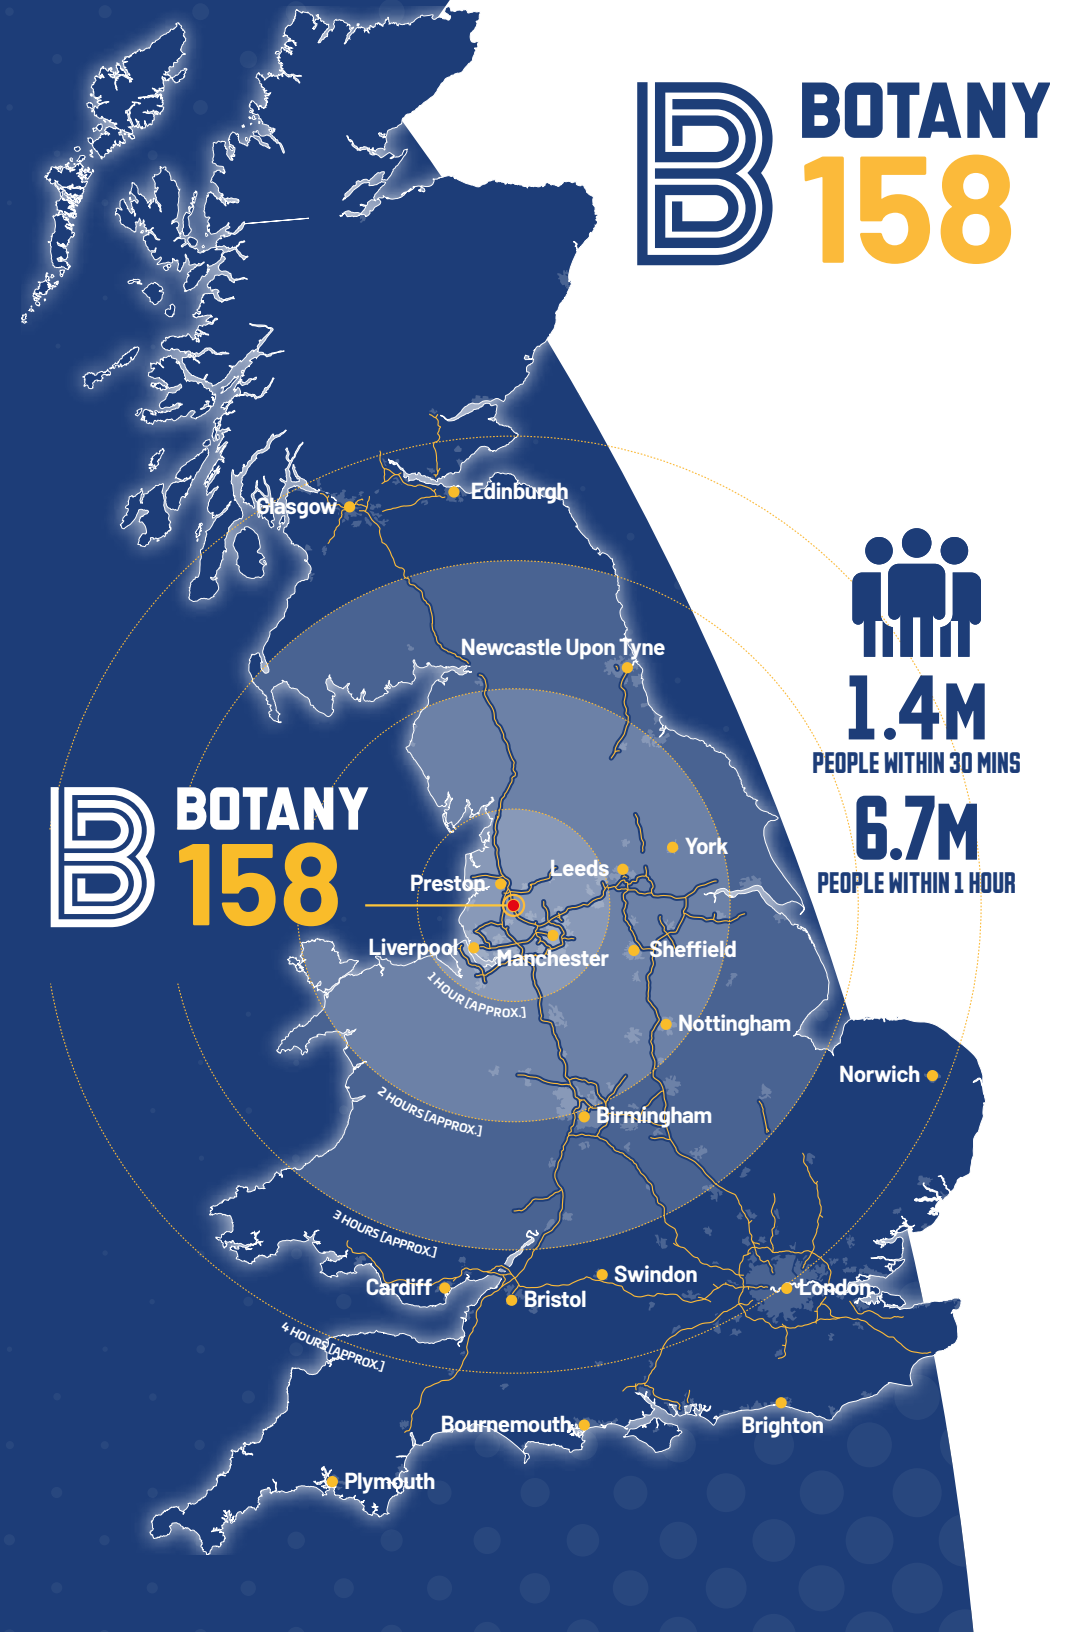 BOTANY
158
Edinburgh
Glasgow
Newcastle Upon Tyne
1.4M
PEOPLE WITHIN 30 MINS
6.7M
PEOPLE WITHIN 1 HOUR
BOTANY
158
York
Leeds
Preston
Liverpool
Manchester
Sheffield
1 HOUR [APPROX.]
Nottingham
Norwich
2 HOURS [APPROX.]
Birmingham
3 HOURS [APPROX.]
Cardiff
Swindon
London
Bristol
4 HOURS [APPROX.]
Bournemouth
Brighton
Plymouth